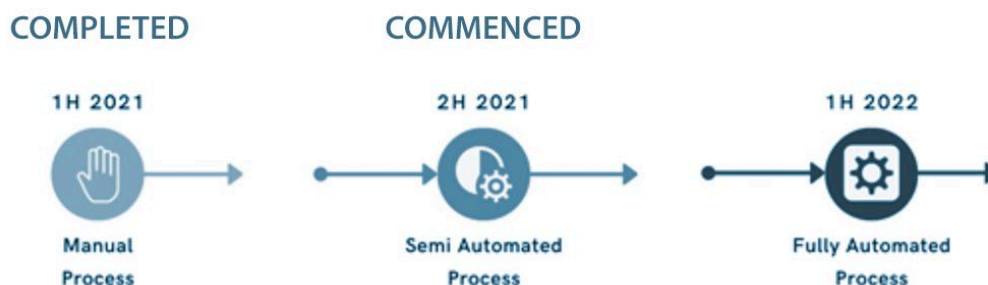 COMPLETED
COMMENCED
1H 2021
2H 2021
1H 2022
Manual
Process
Semi Automated
Process
Fully Automated
Process